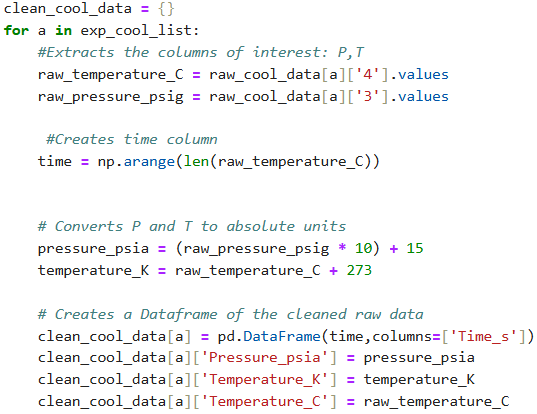 clean_cool_data = {}
for a in exp_cool_list:
    #Extracts the columns of interest: P,T
    raw_temperature_C = raw_cool_data[a]['4'].values
    raw_pressure_psig = raw_cool_data[a]['3'].values
     #Creates time column
    time = np.arange(len(raw_temperature_C))
    # Converts P and T to absolute units
    pressure_psia = (raw_pressure_psig * 10) + 15
    temperature_K = raw_temperature_C + 273
    # Creates a Dataframe of the cleaned raw data
    clean_cool_data[a] = pd.DataFrame(time,columns=['Time_s'])
    clean_cool_data[a]['Pressure_psia'] = pressure_psia
    clean_cool_data[a]['Temperature_K'] = temperature_K
    clean_cool_data[a]['Temperature_C'] = raw_temperature_C